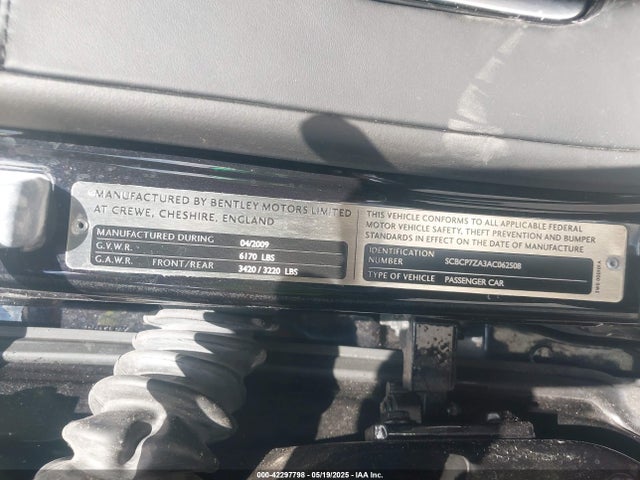 MANUFACTURED BY BENTLEY MOTORS LIMITED
AT CREWE, CHESHIRE, ENGLAND
MANUFACTURED DURING 04/2009
G.V.W.R. 6170 LBS
G.A.W.R. FRONT/REAR 3420 / 3220 LBS
THIS VEHICLE CONFORMS TO ALL APPLICABLE FEDERAL
MOTOR VEHICLE SAFETY, THEFT PREVENTION AND BUMPER
STANDARDS IN EFFECT ON THE DATE OF MANUFACTURE
IDENTIFICATION
NUMBER SCBCP7ZA3AC062508
TYPE OF VEHICLE PASSENGER CAR
000-42297798 - 05/19/2025 - IAA Inc.